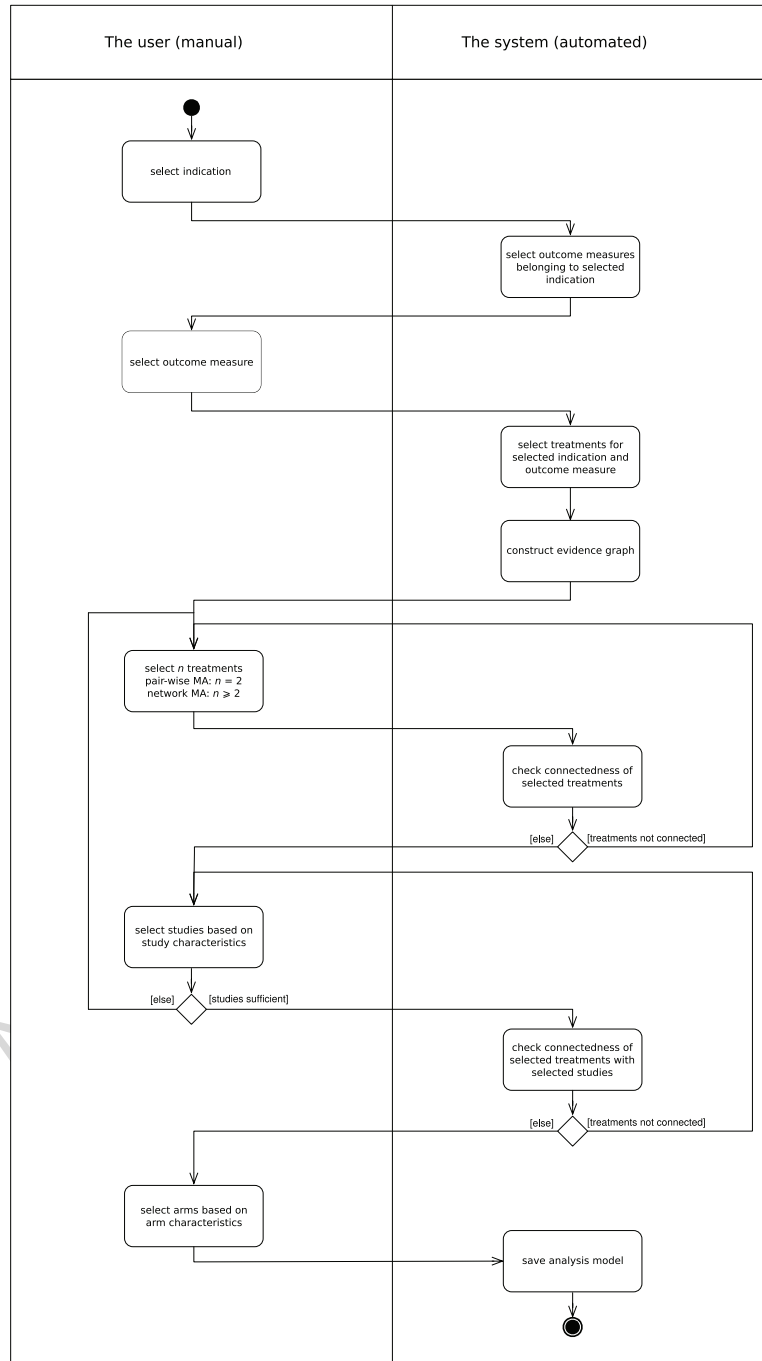 The user (manual)
The system (automated)
select indication
select outcome measures
belonging to selected
indication
select outcome measure
select treatments for
selected indication and
outcome measure
construct evidence graph
select n treatments
pair-wise MA: n = 2
network MA: n ⩾ 2
check connectedness of
selected treatments
[else]
[treatments not connected]
select studies based on
study characteristics
[else]
[studies sufficient]
check connectedness of
selected treatments with
selected studies
[else]
[treatments not connected]
select arms based on
arm characteristics
save analysis model